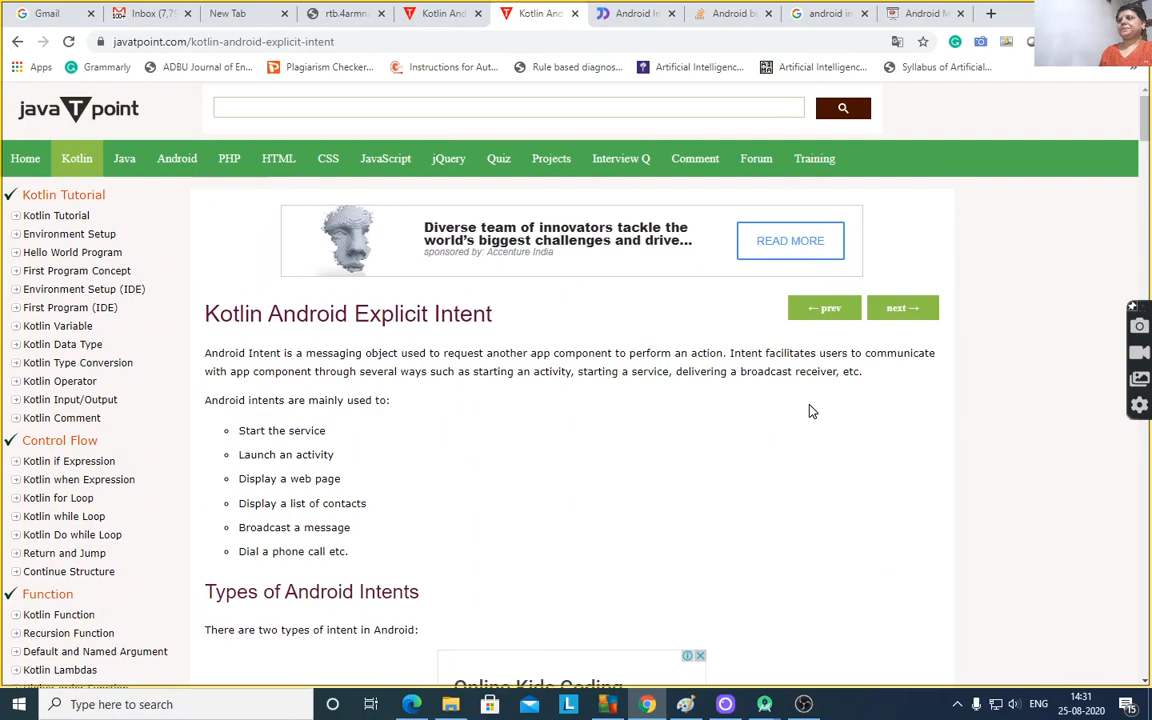 Gmail
Inbox (7,79
New Tab
rtb.4armn
Kotlin And
Kotlin And
Android In
Android bu
android in
Android M
javatpoint.com/kotlin-android-explicit-intent
Apps
Grammarly
ADBU Journal of En...
Plagiarism Checker...
Instructions for Aut...
Rule based diagnos...
Artificial Intelligenc...
Artificial Intelligenc...
Syllabus of Artificial...
java T point
Home
Kotlin
Java
Android
PHP
HTML
CSS
JavaScript
jQuery
Quiz
Projects
Interview Q
Comment
Forum
Training
Kotlin Tutorial
Kotlin Tutorial
Environment Setup
Hello World Program
First Program Concept
Environment Setup (IDE)
First Program (IDE)
Kotlin Variable
Kotlin Data Type
Kotlin Type Conversion
Kotlin Operator
Kotlin Input/Output
Kotlin Comment
Control Flow
Kotlin if Expression
Kotlin when Expression
Kotlin for Loop
Kotlin while Loop
Kotlin Do while Loop
Return and Jump
Continue Structure
Function
Kotlin Function
Recursion Function
Default and Named Argument
Kotlin Lambdas
Diverse team of innovators tackle the
world's biggest challenges and drive...
sponsored by: Accenture India
READ MORE
Kotlin Android Explicit Intent
← prev
next →
Android Intent is a messaging object used to request another app component to perform an action. Intent facilitates users to communicate
with app component through several ways such as starting an activity, starting a service, delivering a broadcast receiver, etc.
Android intents are mainly used to:
Start the service
Launch an activity
Display a web page
Display a list of contacts
Broadcast a message
Dial a phone call etc.
Types of Android Intents
There are two types of intent in Android:
Online Kids Coding
Type here to search
ENG
14:31
25-08-2020
15